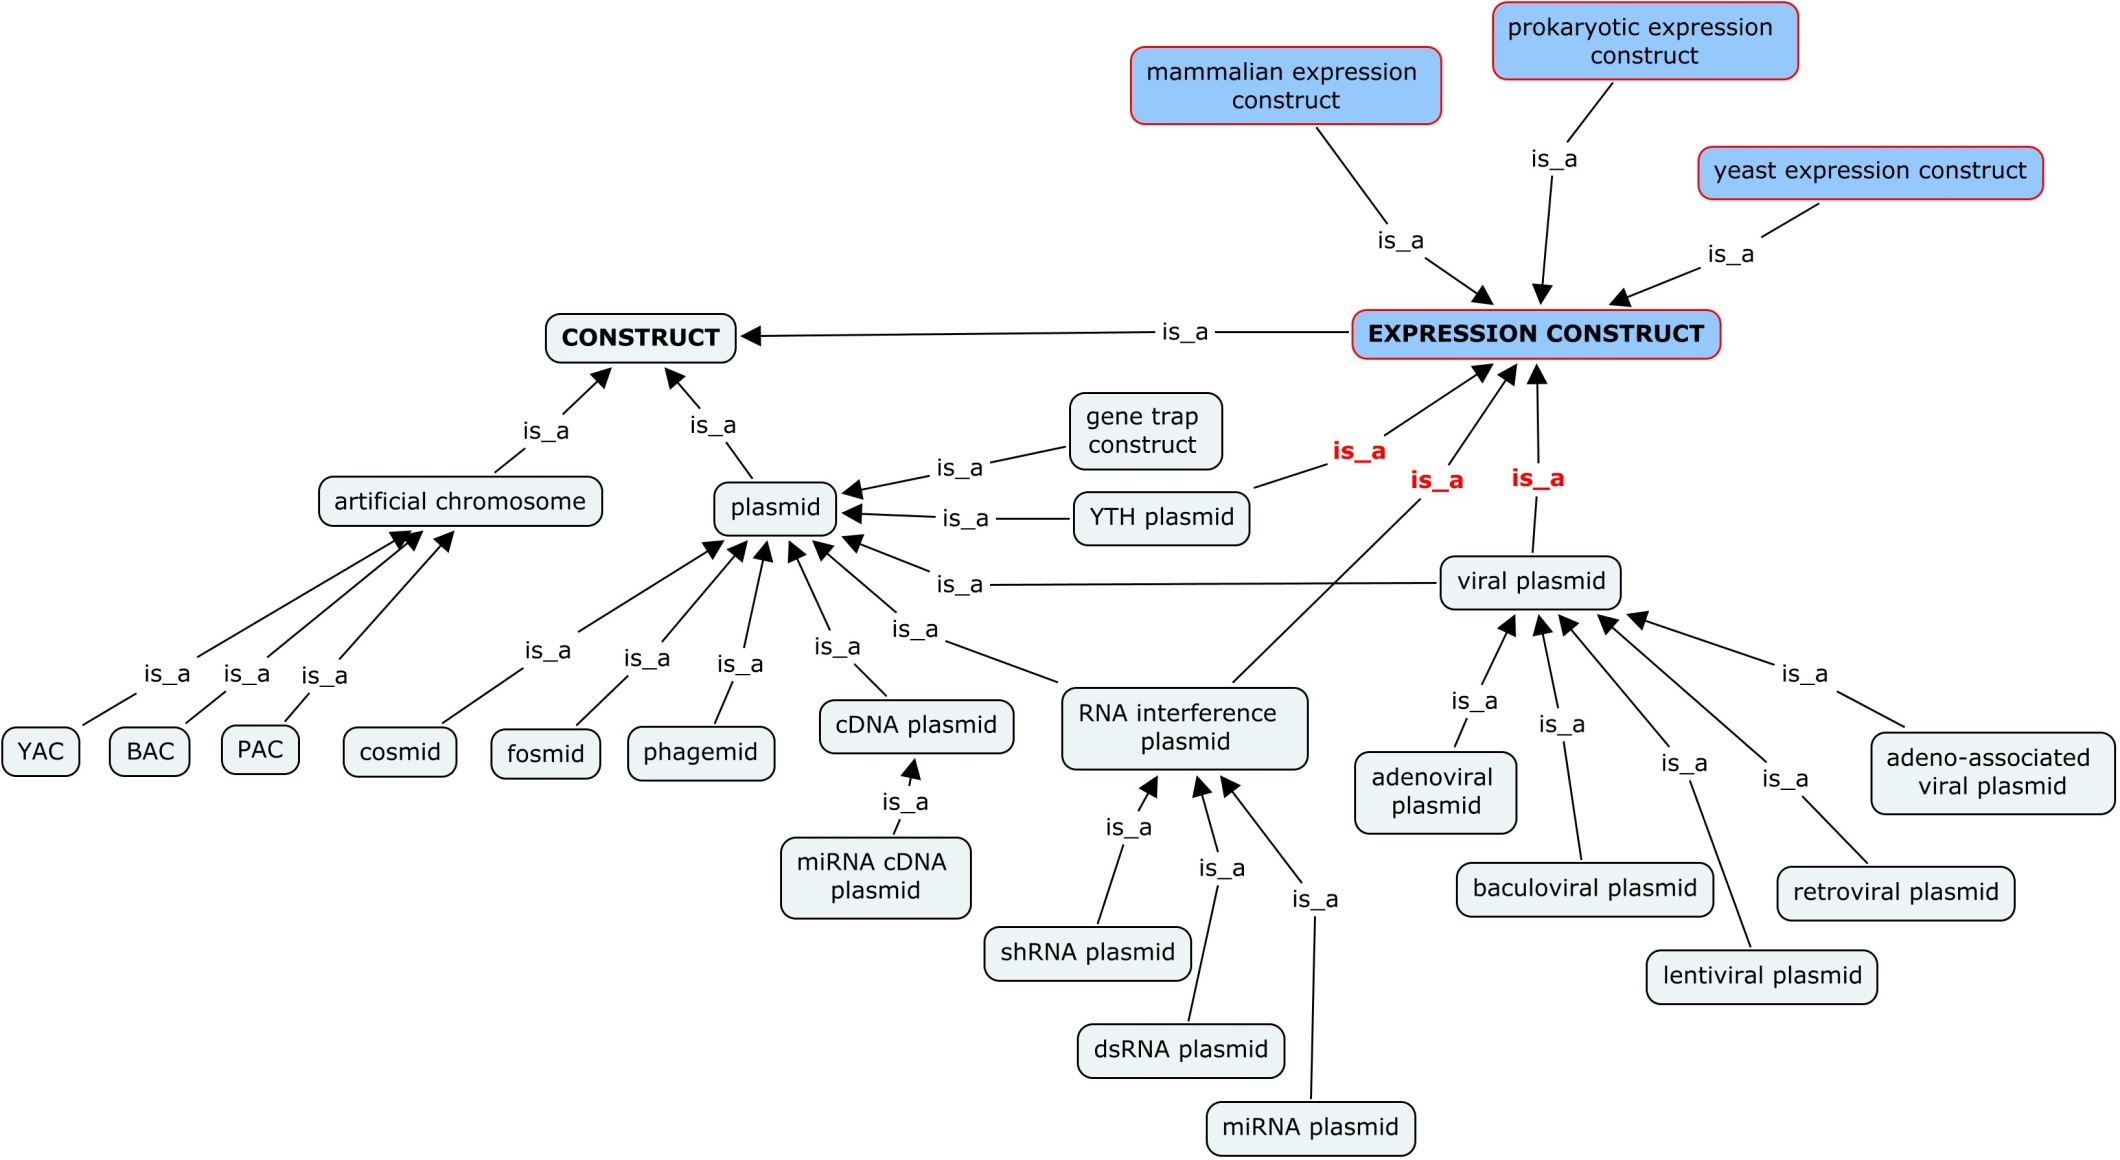 prokaryotic expression
construct
mammalian expression
construct
is_a
yeast expression construct
is_a
is_a
CONSTRUCT
is_a
EXPRESSION CONSTRUCT
is_a
is_a
gene trap
construct
is_a
is_a
is_a
is_a
artificial chromosome
plasmid
is_a
YTH plasmid
is_a
viral plasmid
is_a
is_a
is_a
is_a
is_a
is_a
is_a
is_a
is_a
is_a
is_a
is_a
is_a
is_a
YAC
BAC
PAC
cosmid
fosmid
phagemid
cDNA plasmid
RNA interference
plasmid
adenoviral
plasmid
adeno-associated
viral plasmid
is_a
is_a
is_a
is_a
miRNA cDNA
plasmid
baculoviral plasmid
retroviral plasmid
shRNA plasmid
lentiviral plasmid
dsRNA plasmid
miRNA plasmid